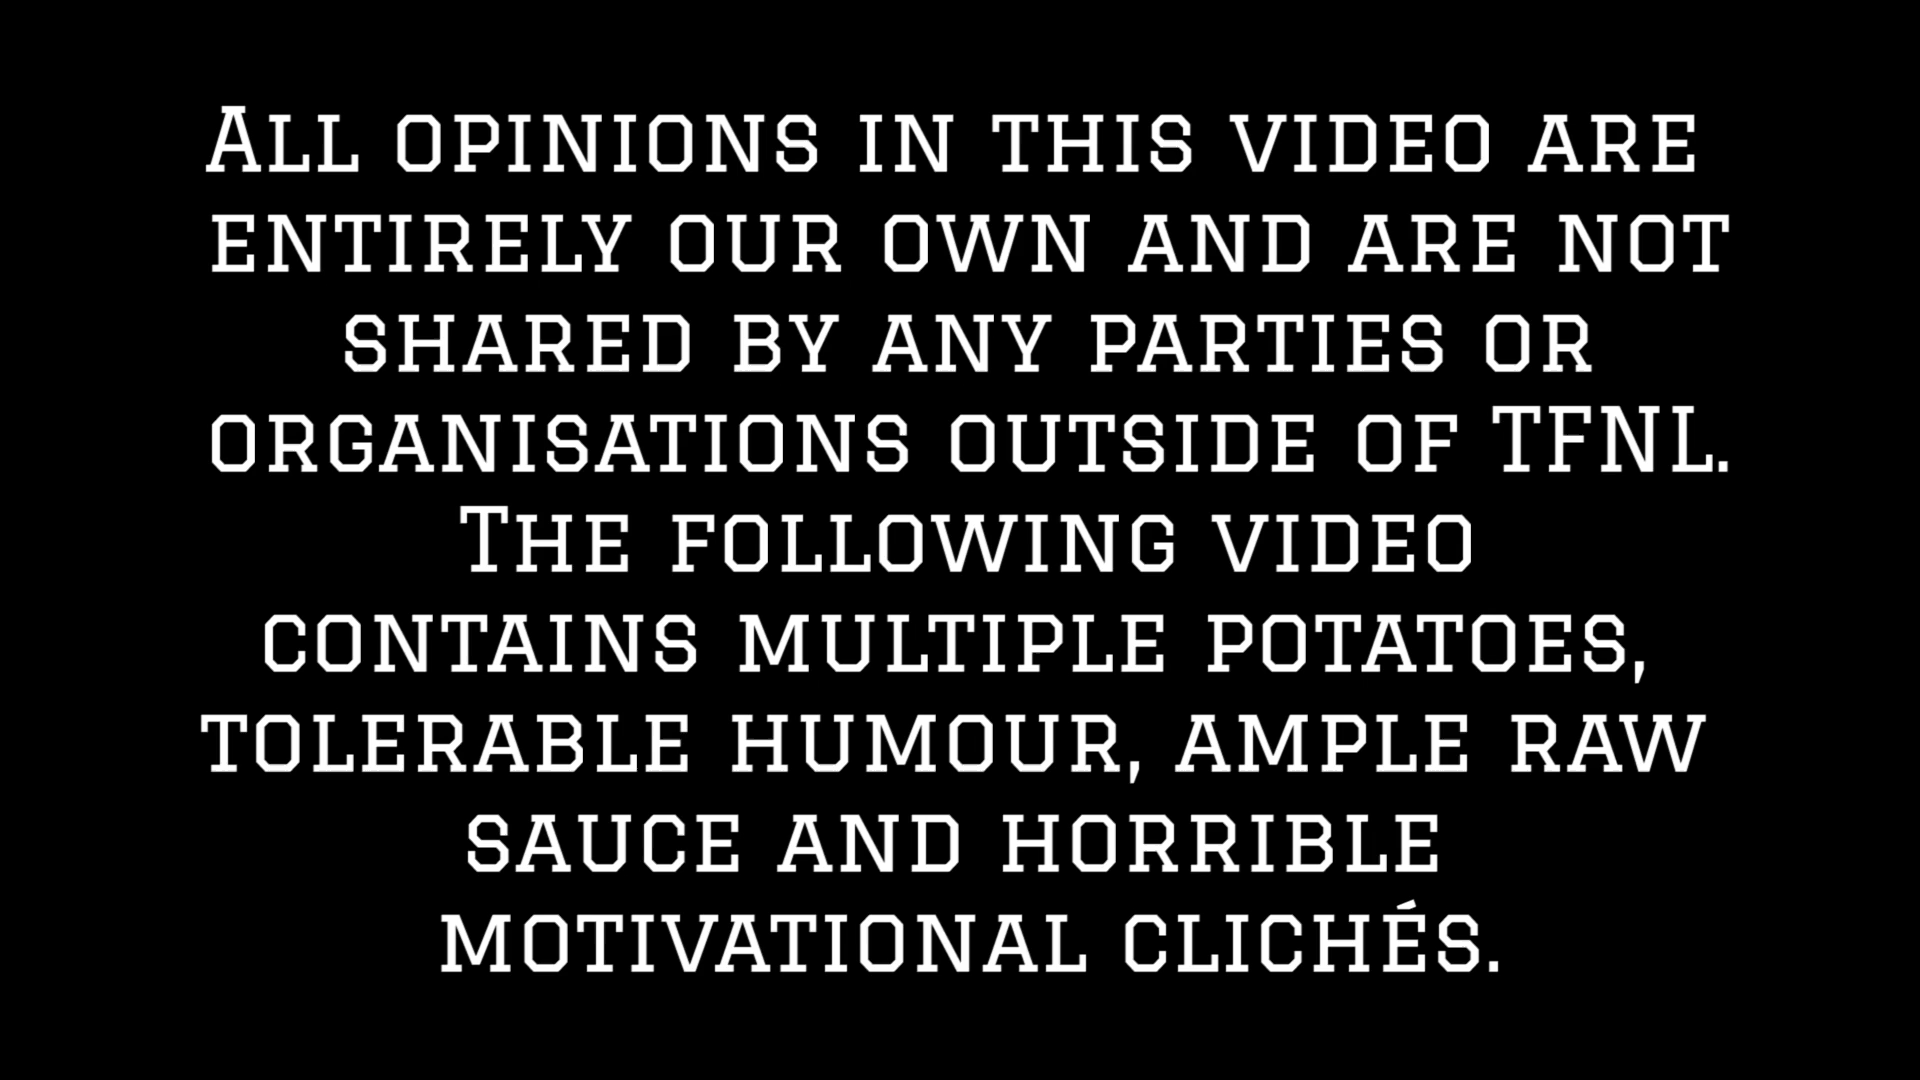 All opinions in this video are
entirely our own and are not
shared by any parties or
organisations outside of TFNL.
The following video
contains multiple potatoes,
tolerable humour, ample raw
sauce and horrible
motivational clichés.